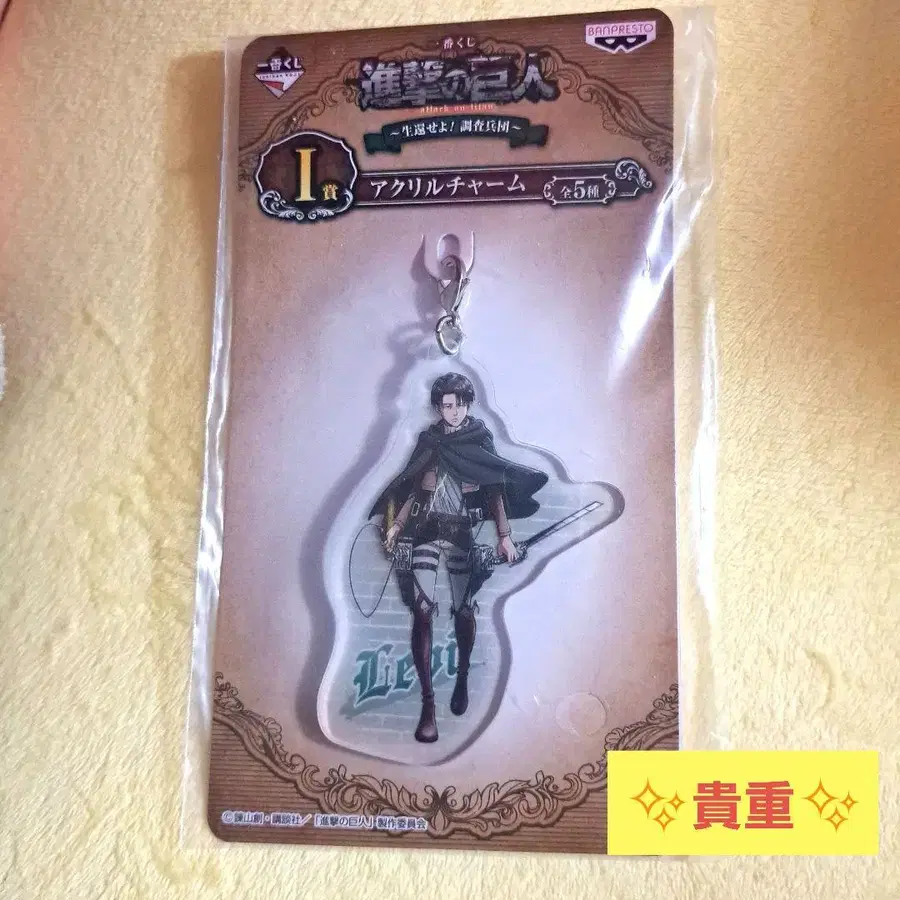 一番くじ
BANPRESTO
一番くじ
進撃の巨人
attack on titan
～生還せよ！調査兵団～
I賞
アクリルチャーム
全5種
Levi
©諫山創・講談社／「進撃の巨人」製作委員会
✨貴重✨